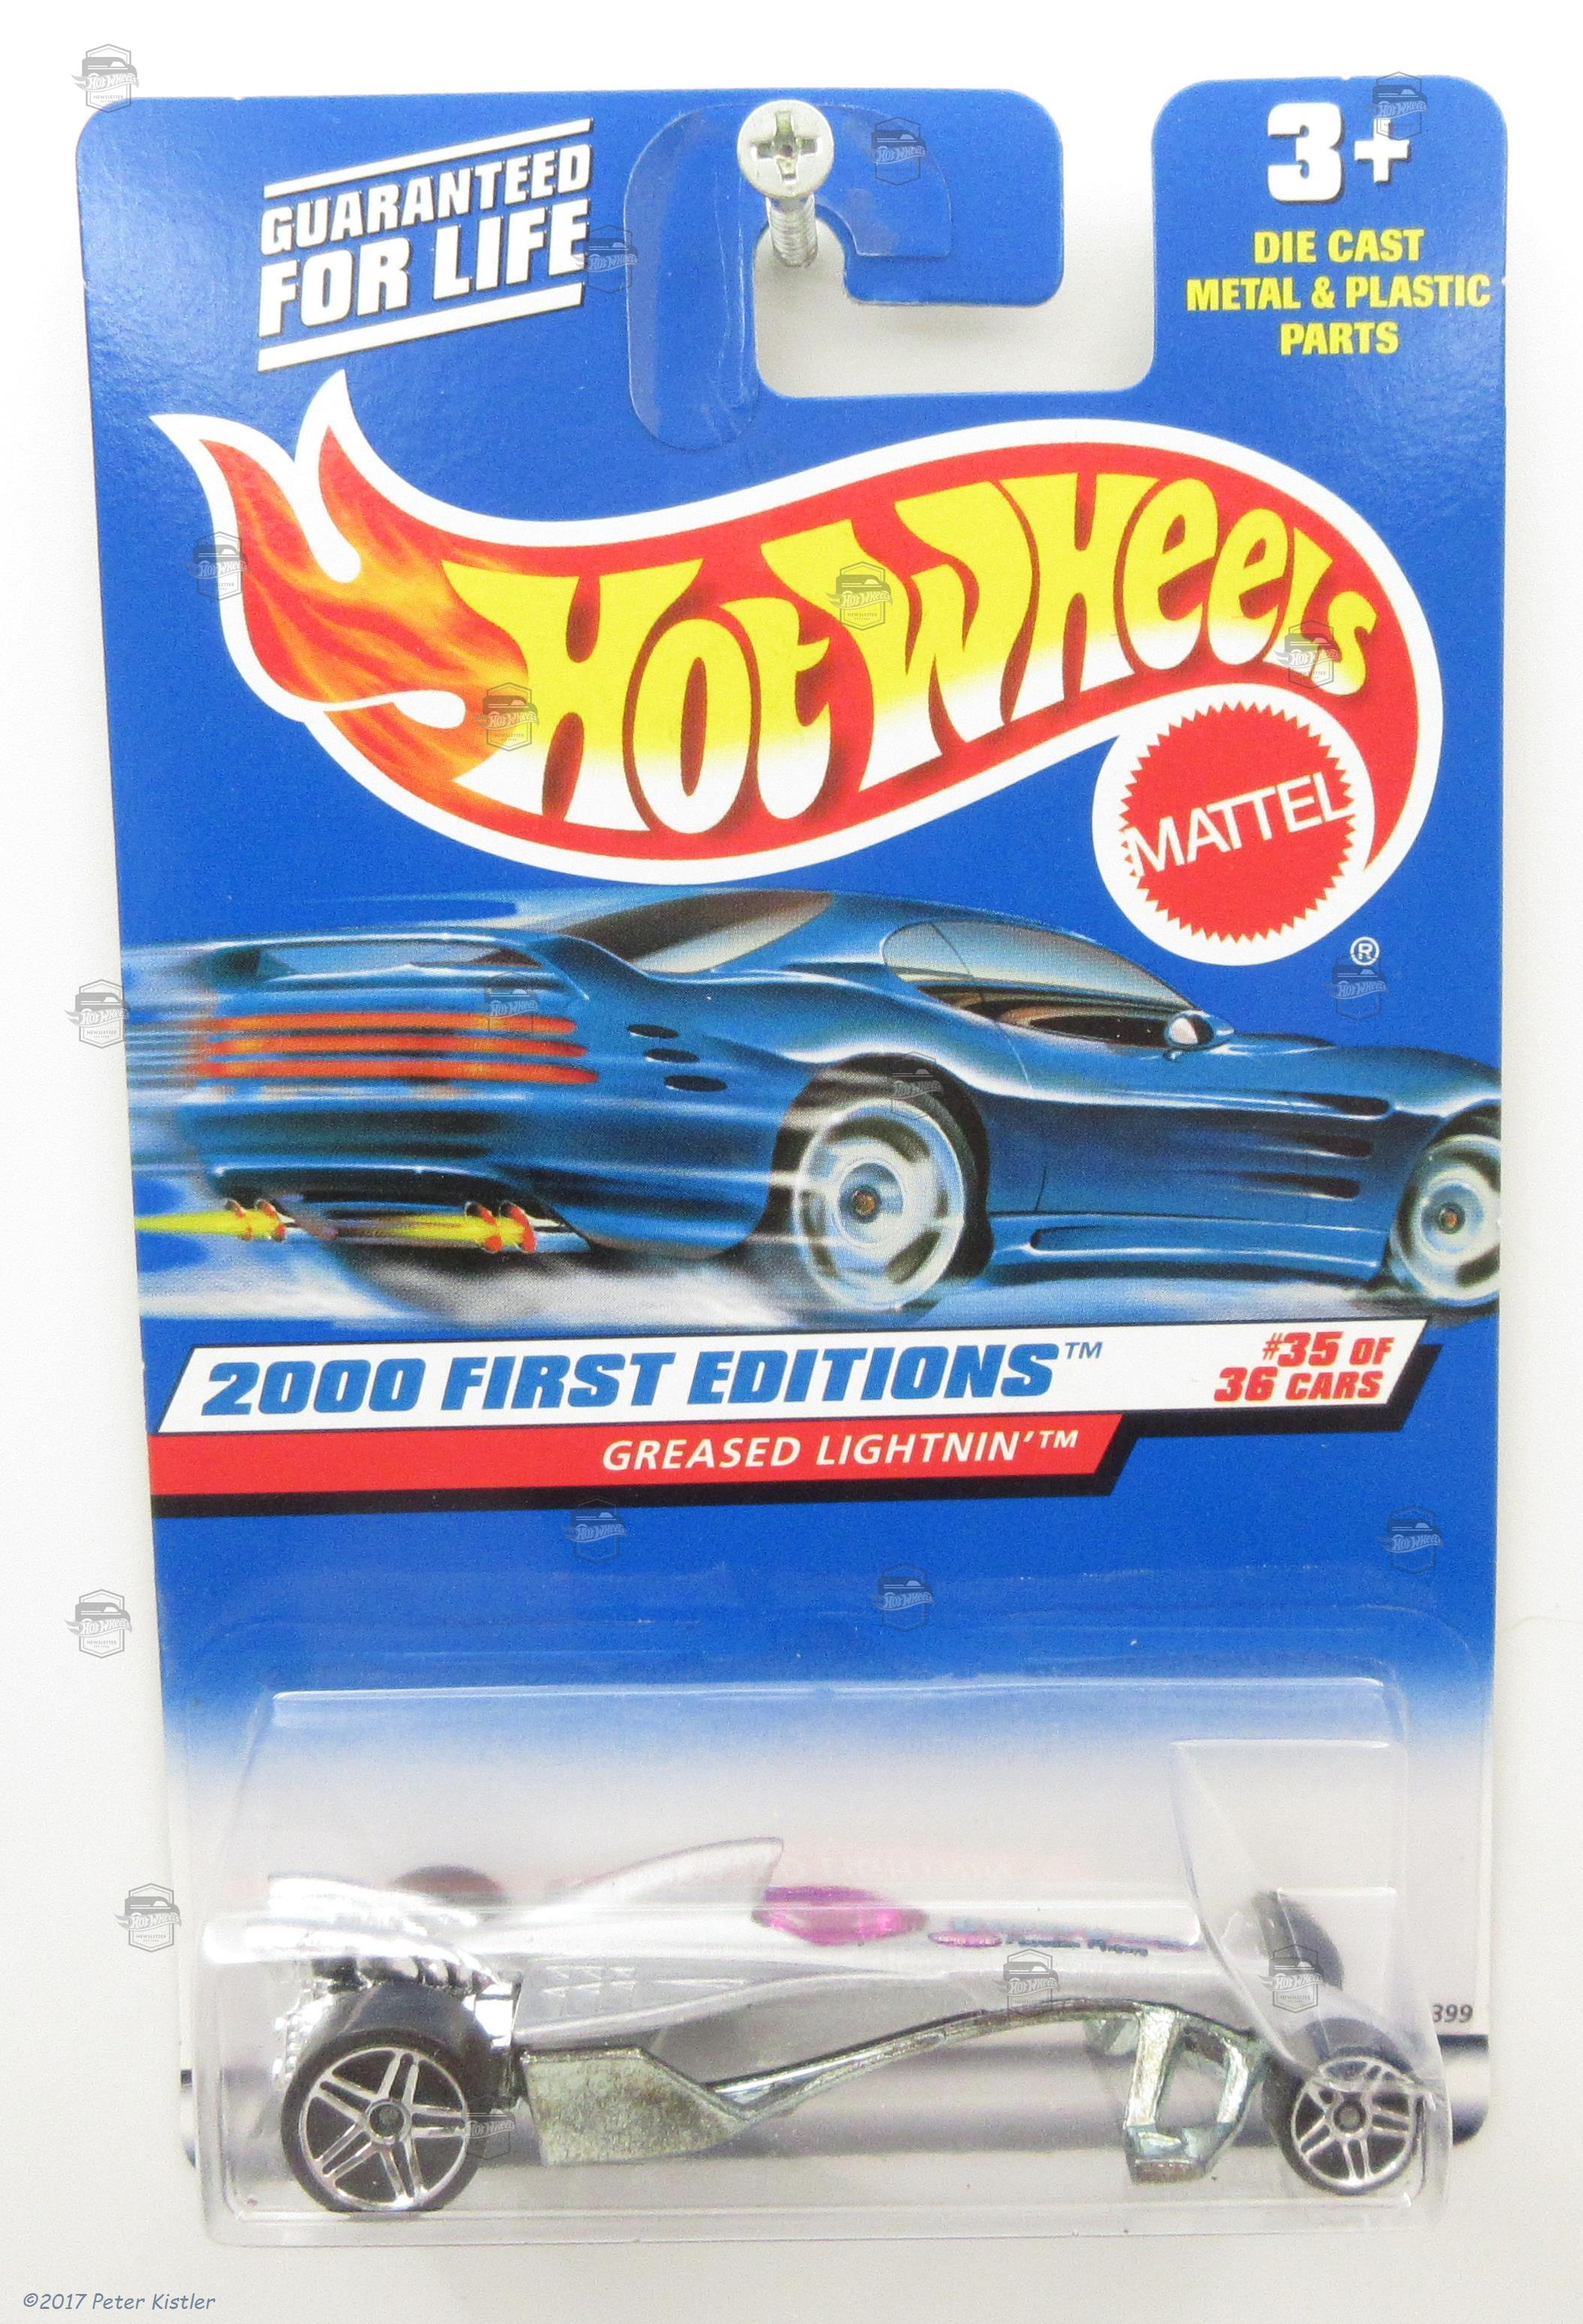 GUARANTEED
FOR LIFE
3+
DIE CAST
METAL & PLASTIC
PARTS
HOT WHEELS
MATTEL
®
2000 FIRST EDITIONS™
#35 OF
36 CARS
GREASED LIGHTNIN'™
399
©2017 Peter Kistler